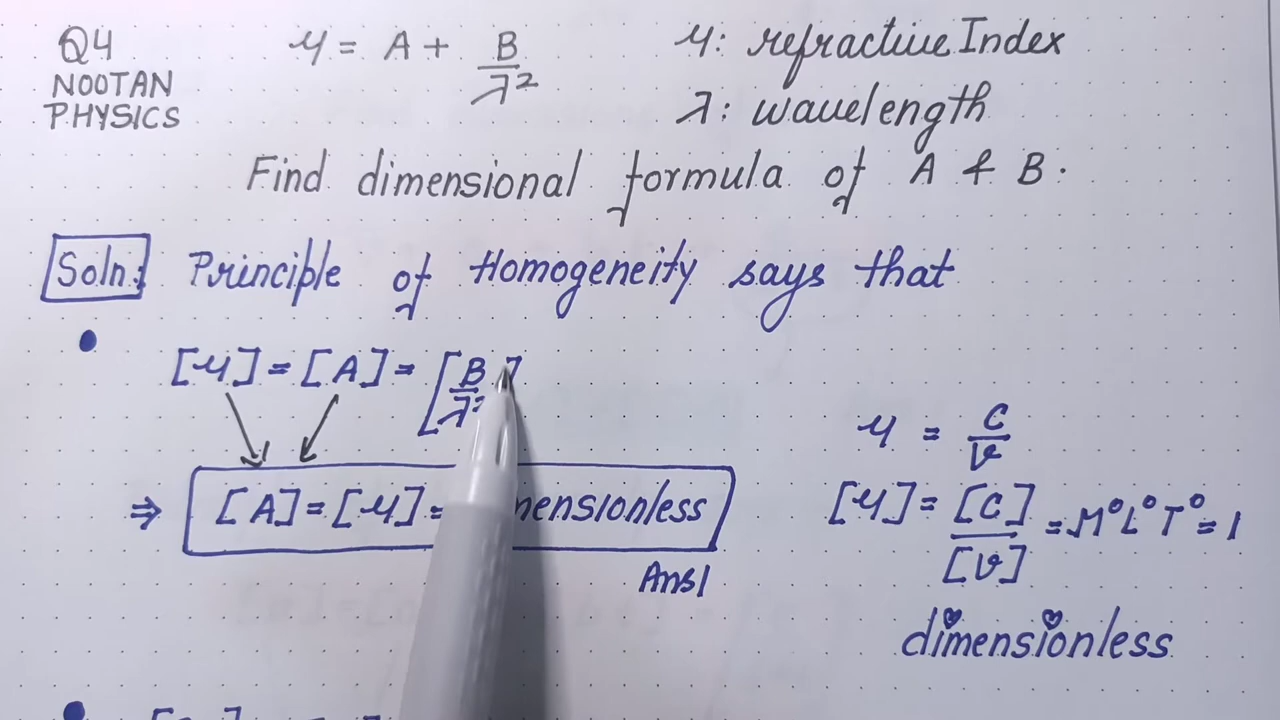 Q4
NOOTAN
PHYSICS
μ = A + B/λ²
μ: refractive Index
λ: wavelength
Find dimensional formula of A & B.
Soln: Principle of Homogeneity says that
[μ] = [A] = [B/λ²]
⇒ [A] = [μ] = dimensionless
Ans1
μ = c/v
[μ] = [c]/[v] = M⁰L⁰T⁰ = 1
dimensionless